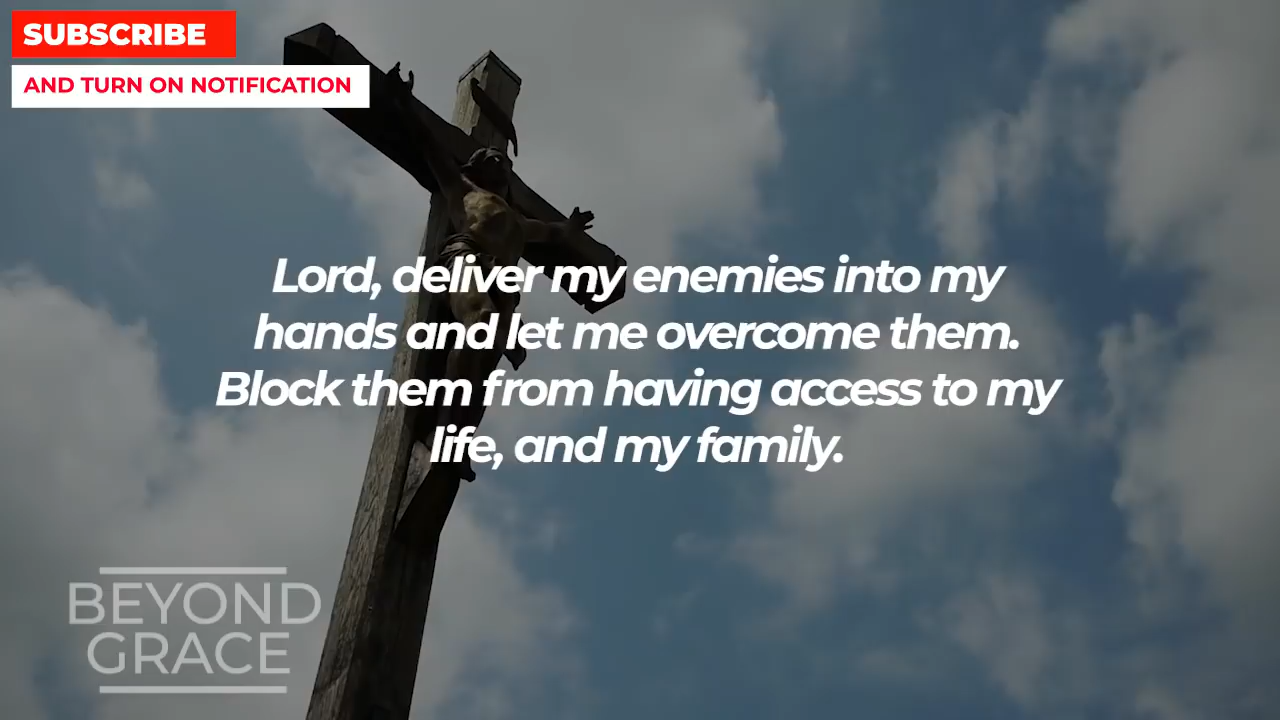 SUBSCRIBE
AND TURN ON NOTIFICATION
Lord, deliver my enemies into my
hands and let me overcome them.
Block them from having access to my
life, and my family.
BEYOND
GRACE